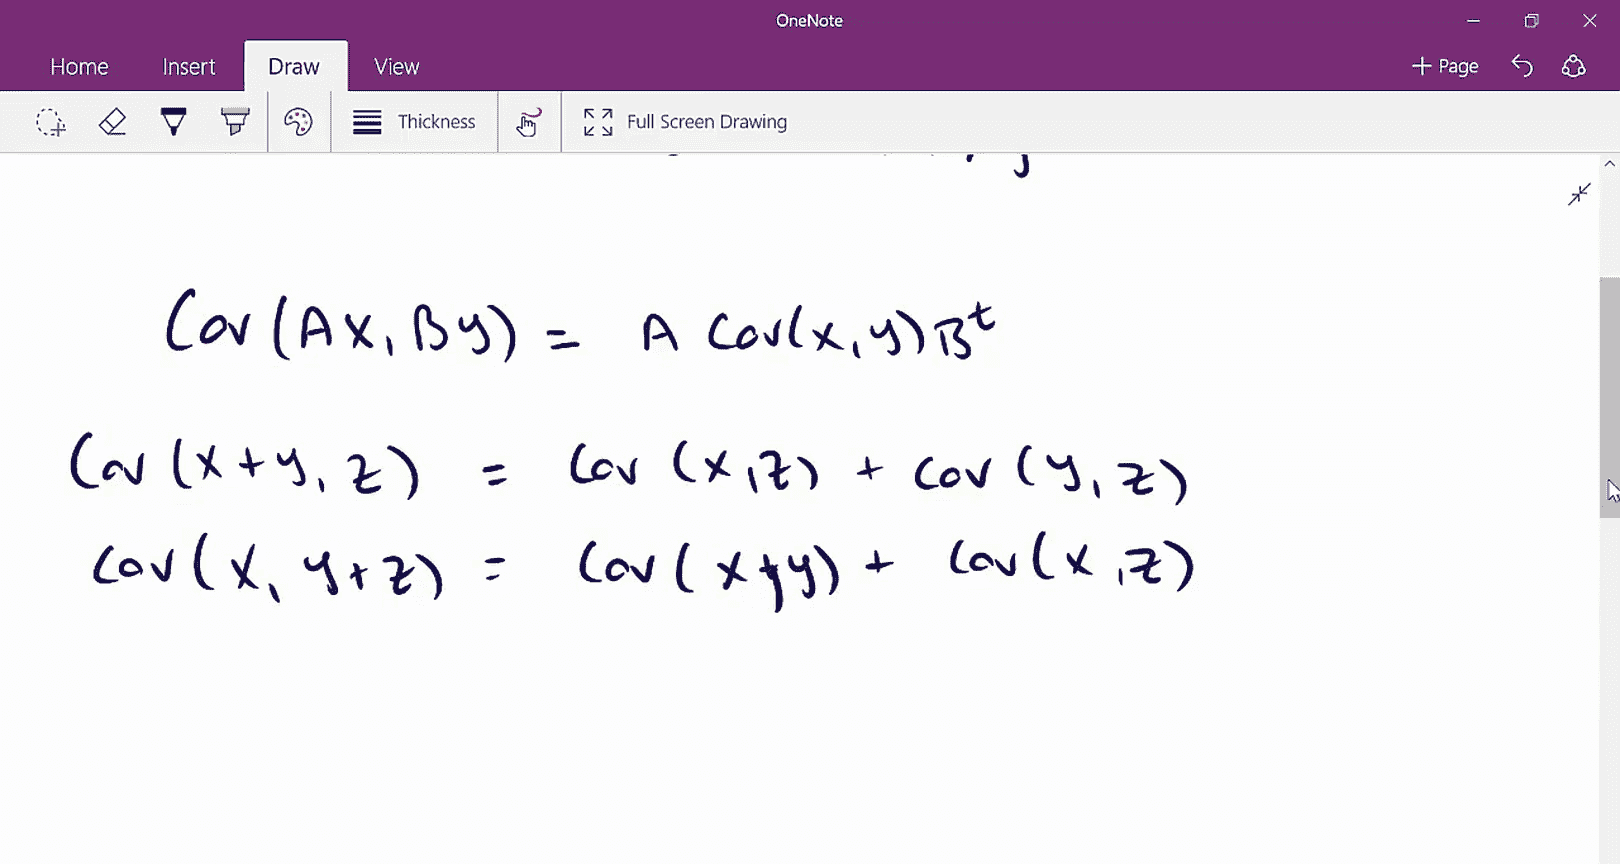 OneNote
Home Insert Draw View + Page
Thickness Full Screen Drawing
Cov(Ax, By) = A Cov(x, y) B^t
Cov(x+y, z) = Cov(x, z) + Cov(y, z)
Cov(x, y+z) = Cov(x, y) + Cov(x, z)